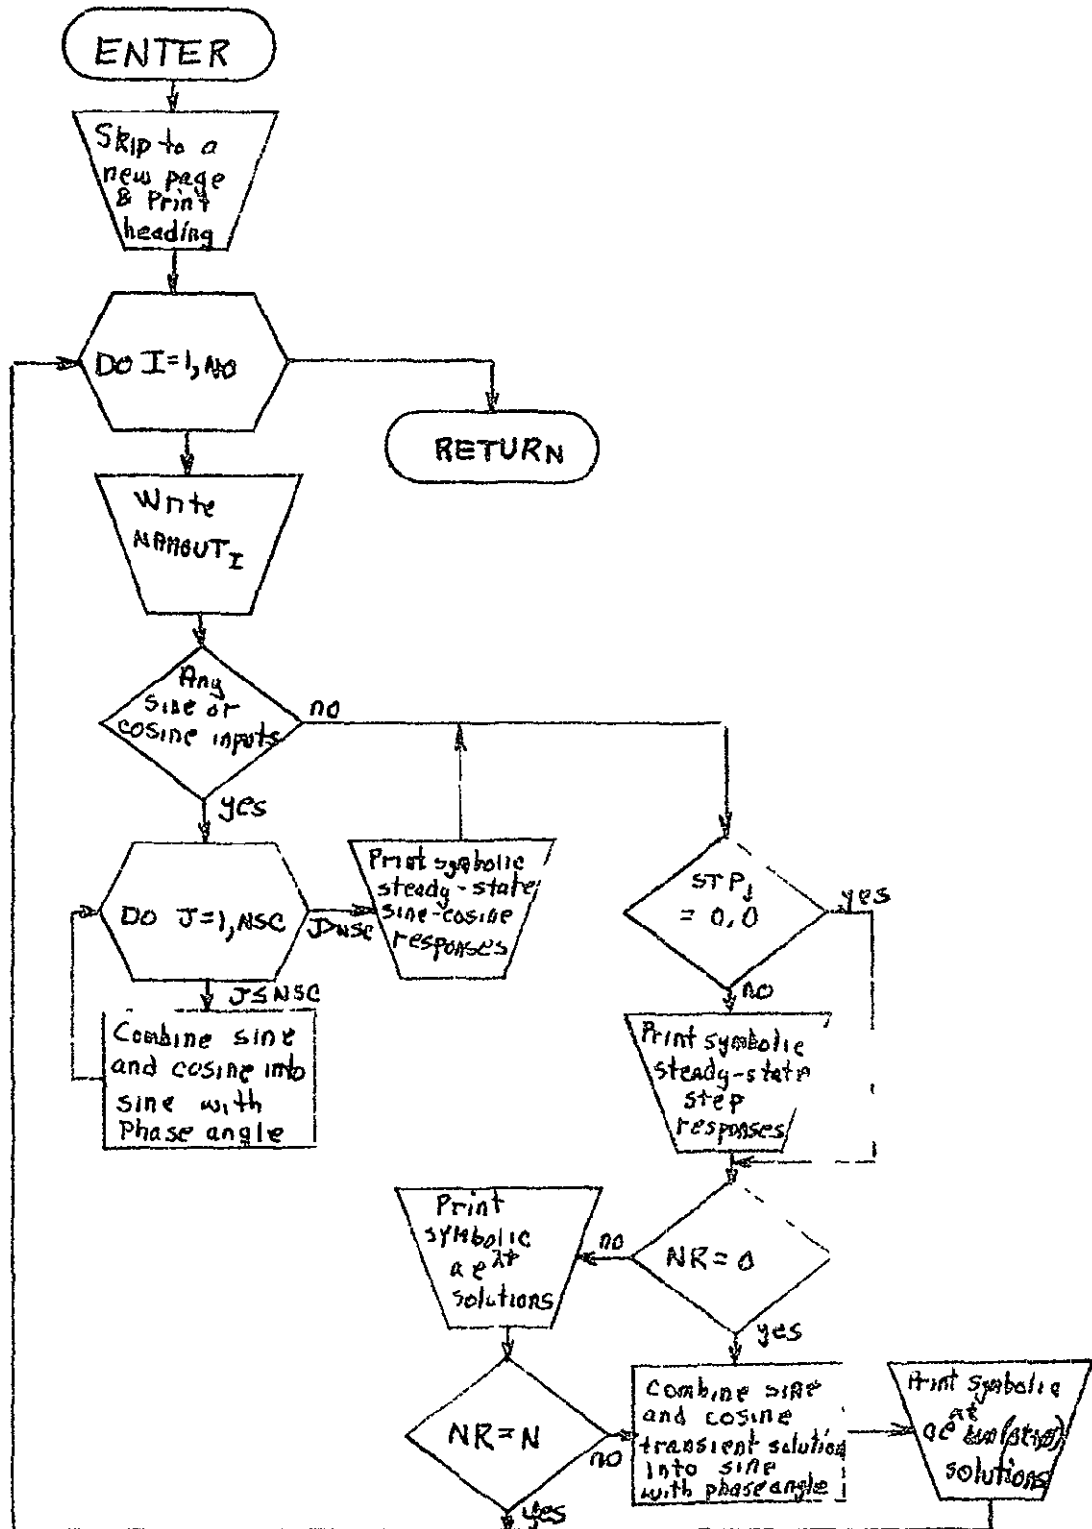 ENTER
Skip to a
new page
& Print
heading
DO I=1, NO
RETURN
Write
NAMOUT_I
Any
sine or
cosine inputs
no
yes
DO J=1, NSC
J>NSC
Print symbolic
steady-state
sine-cosine
responses
J≤NSC
Combine sine
and cosine into
sine with
Phase angle
STP_J
= 0.0
yes
no
Print symbolic
steady-state
step
responses
NR=0
no
yes
Print
symbolic
a e^λt
solutions
NR=N
no
yes
Combine sine
and cosine
transient solution
into sine
with phase angle
Print symbolic
solutions